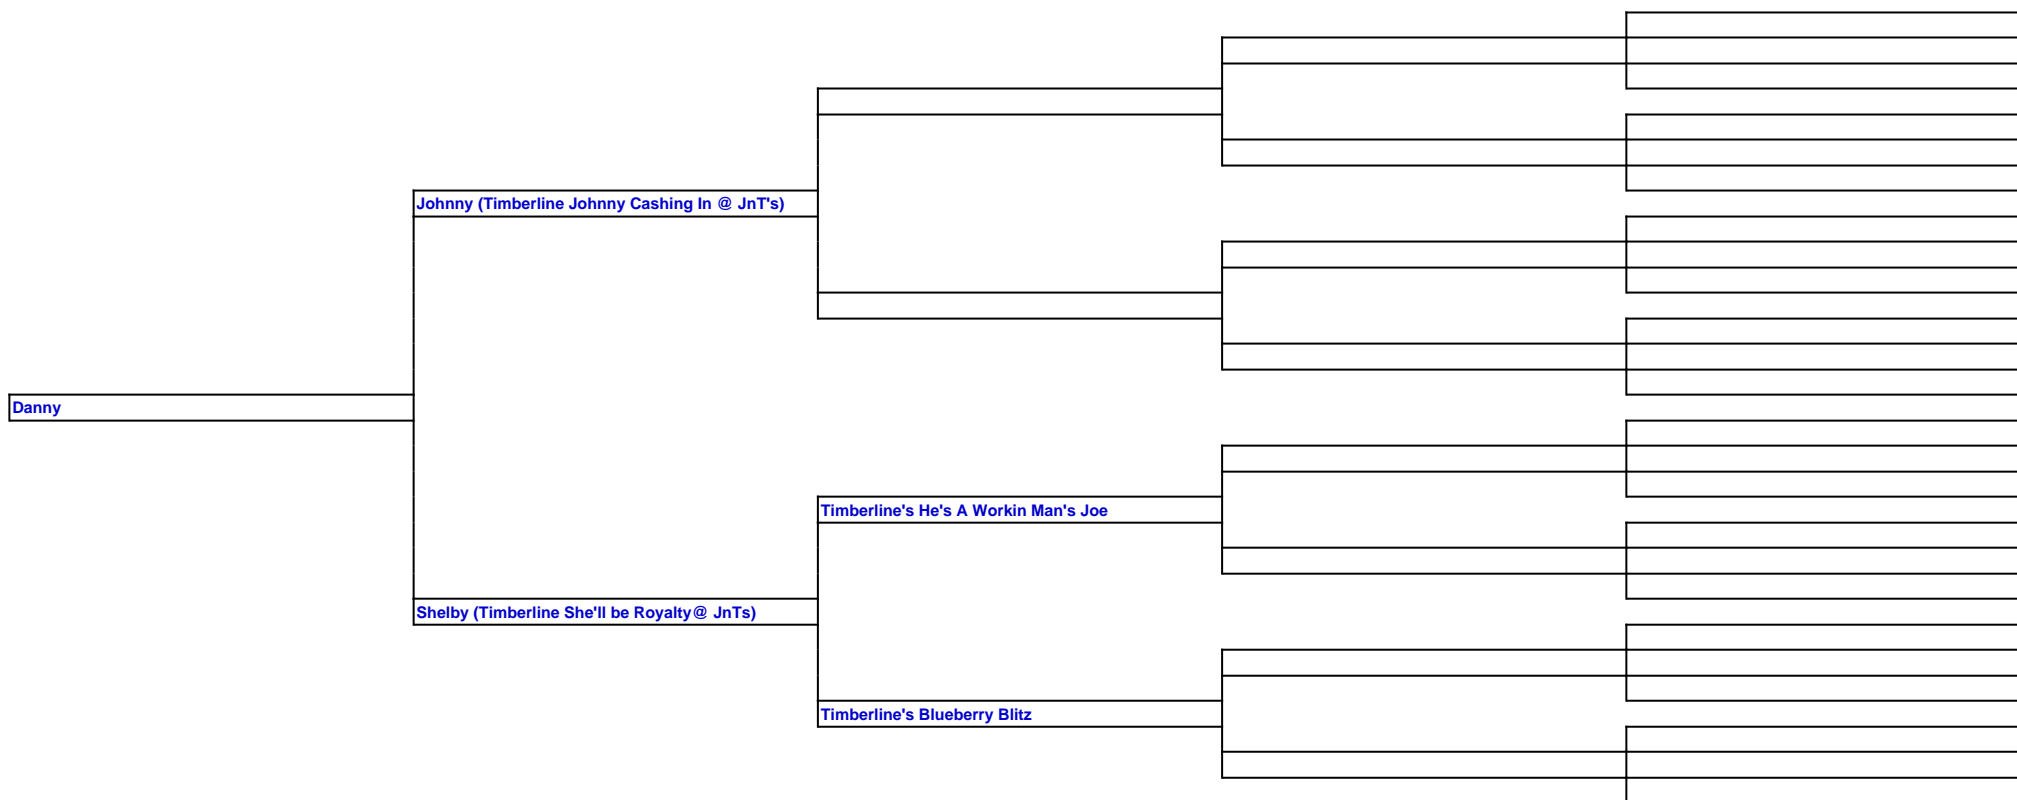 Johnny (Timberline Johnny Cashing In @ JnT's)
Danny
Timberline's He's A Workin Man's Joe
Shelby (Timberline She'll be Royalty@ JnTs)
Timberline's Blueberry Blitz